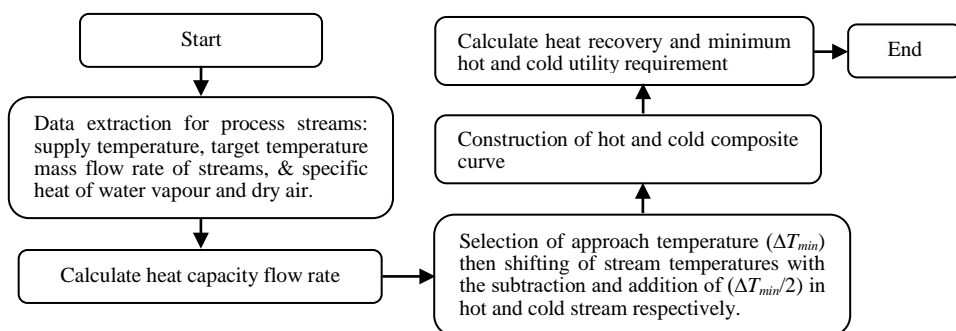 Start
Data extraction for process streams:
supply temperature, target temperature
mass flow rate of streams, & specific
heat of water vapour and dry air.
Calculate heat capacity flow rate
Selection of approach temperature (ΔTmin)
then shifting of stream temperatures with
the subtraction and addition of (ΔTmin/2) in
hot and cold stream respectively.
Construction of hot and cold composite
curve
Calculate heat recovery and minimum
hot and cold utility requirement
End